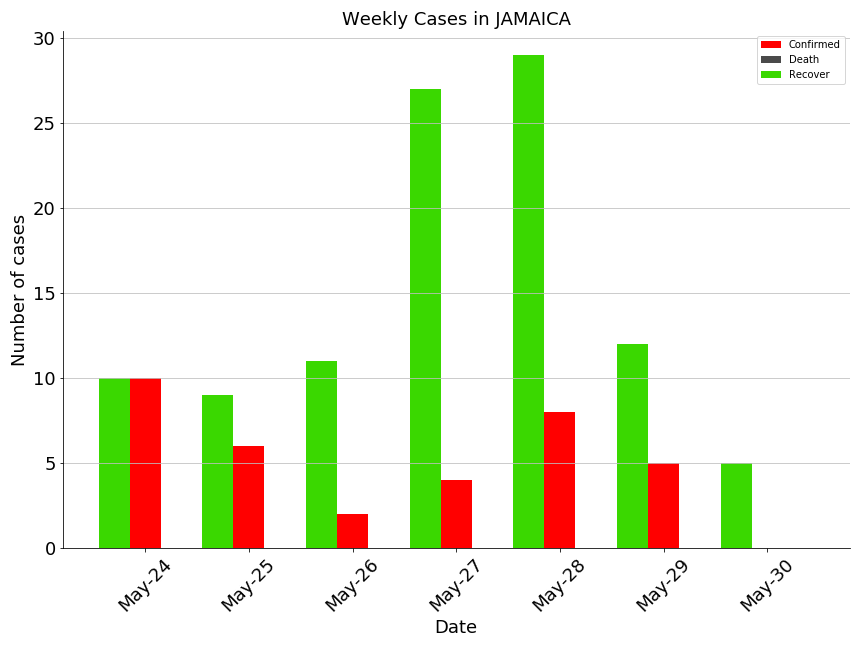 Weekly Cases in JAMAICA
Confirmed
Death
Recover
Number of cases
30
25
20
15
10
5
0
May-24
May-25
May-26
May-27
May-28
May-29
May-30
Date